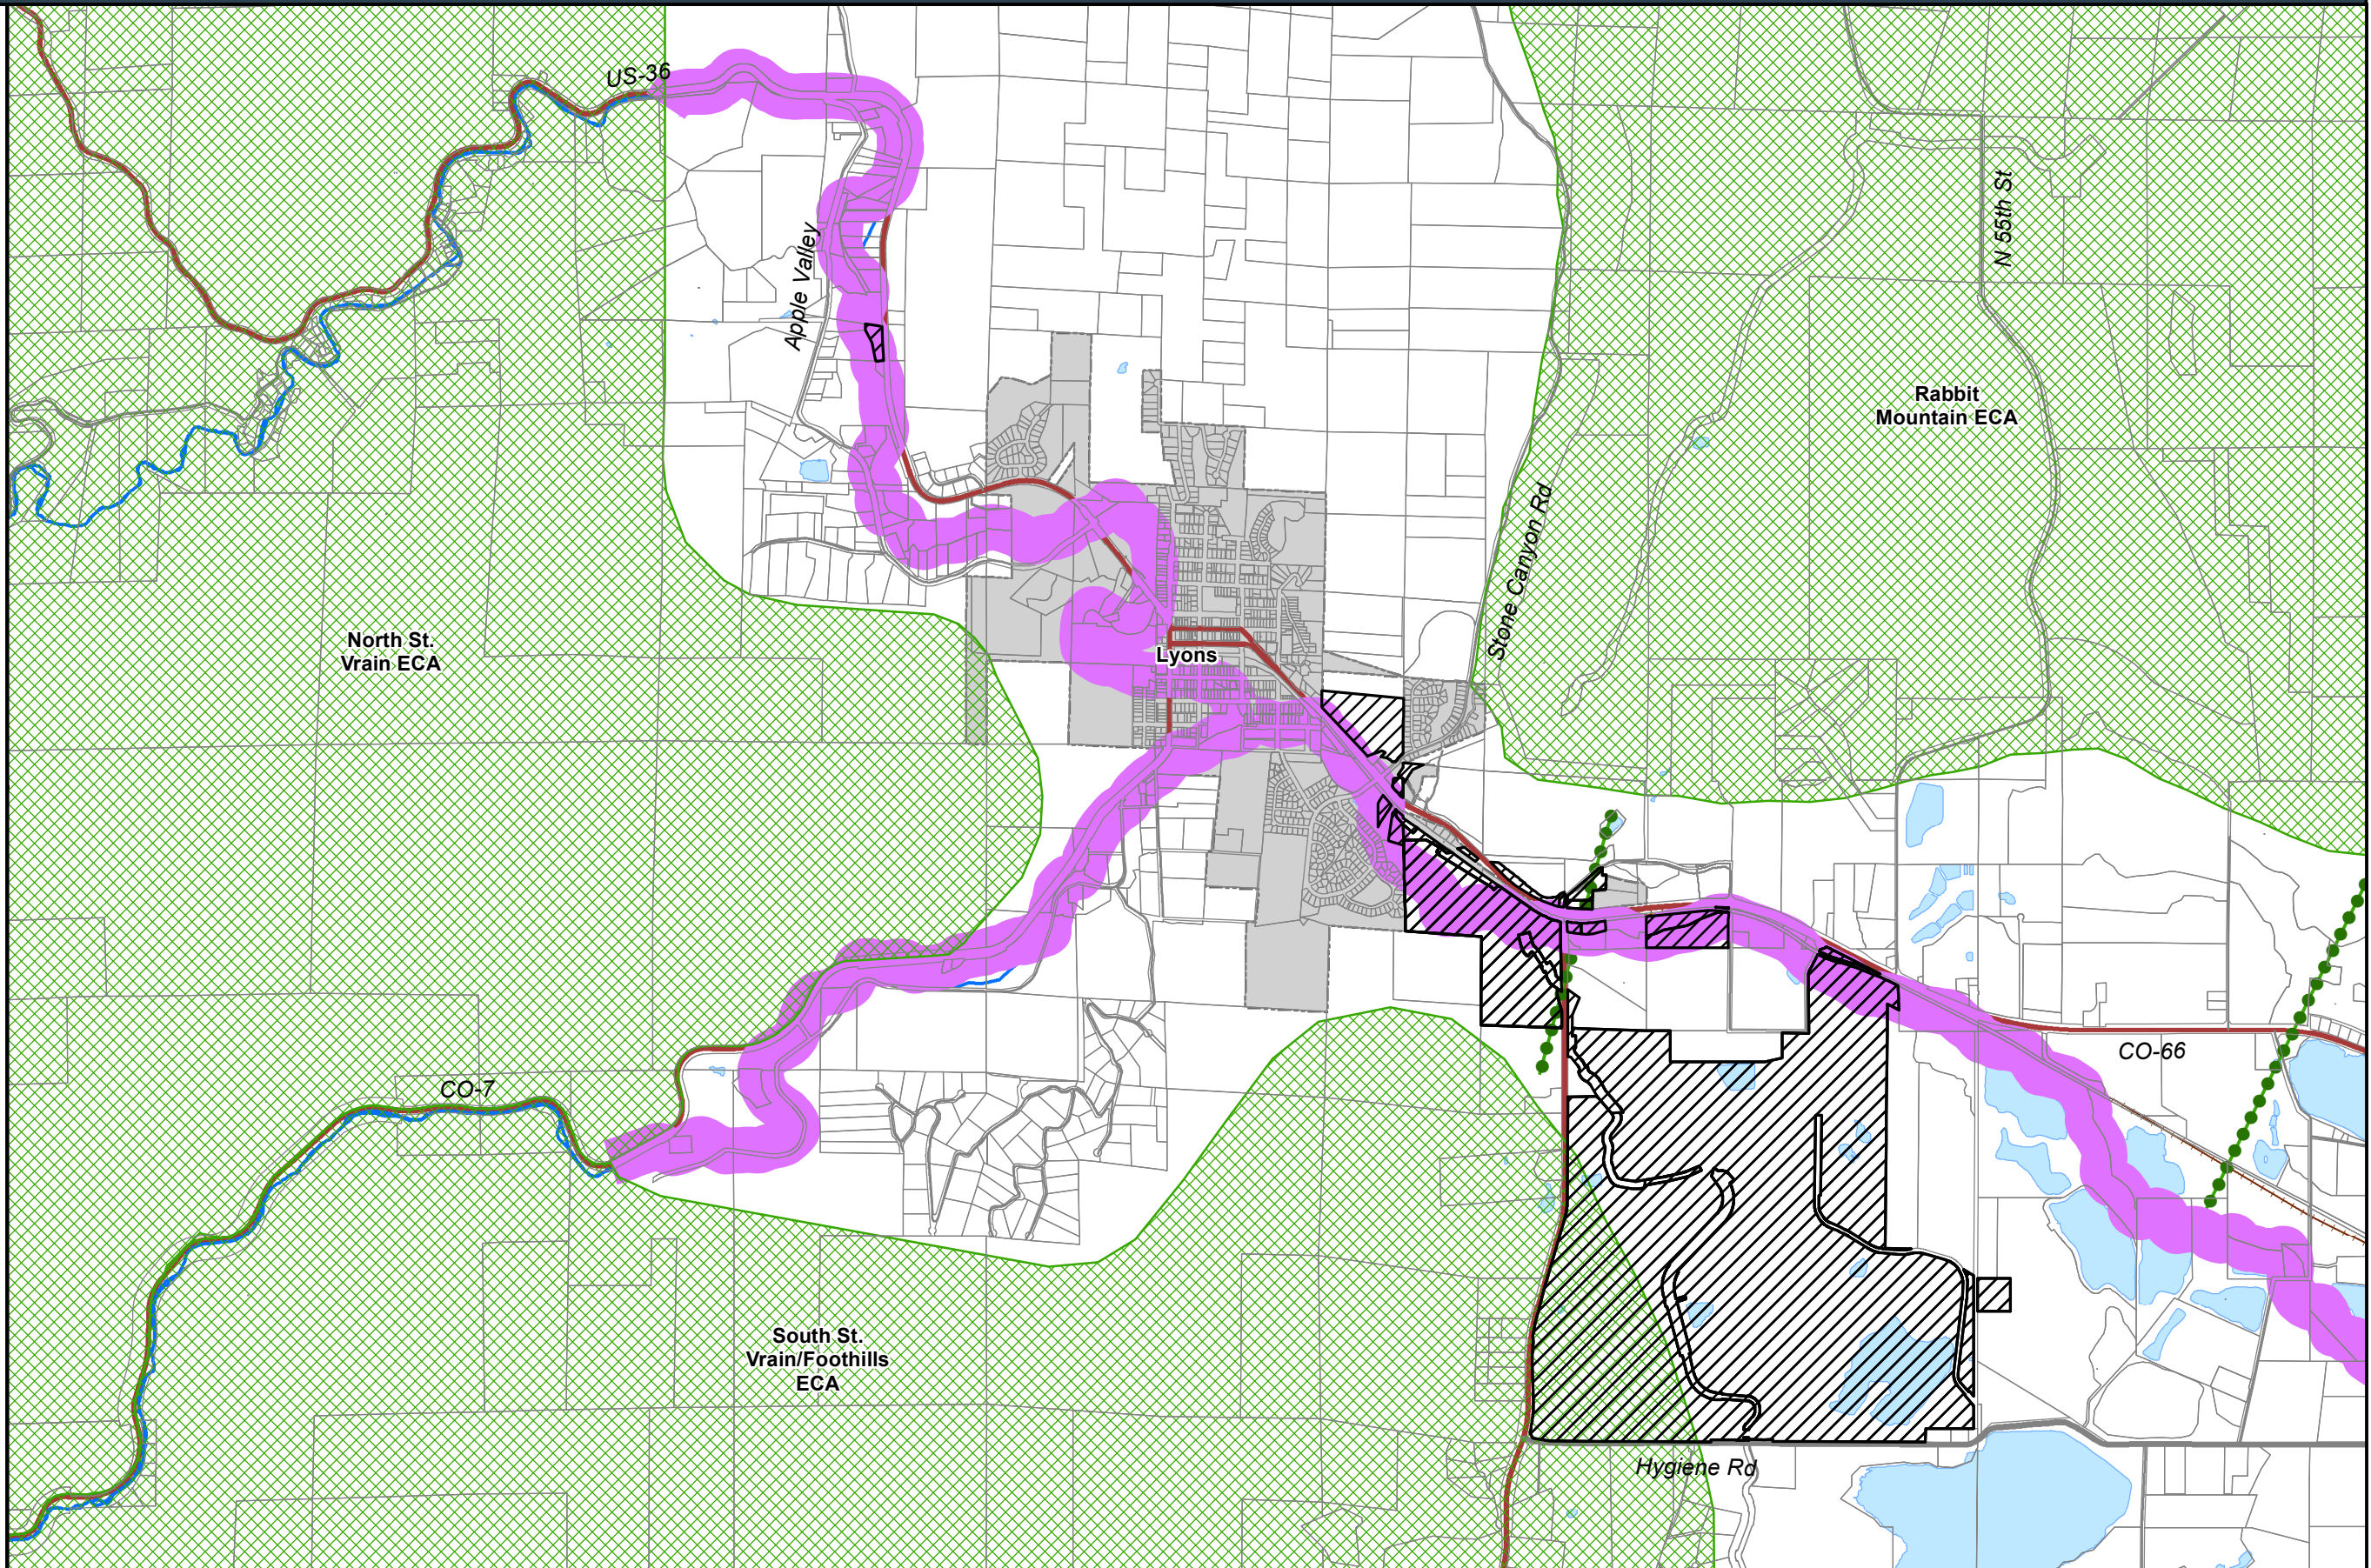 US-36
N 55th St
Apple Valley
Rabbit
Mountain ECA
Stone Canyon Rd
North St.
Vrain ECA
Lyons
CO-66
CO-7
South St.
Vrain/Foothills
ECA
Hygiene Rd